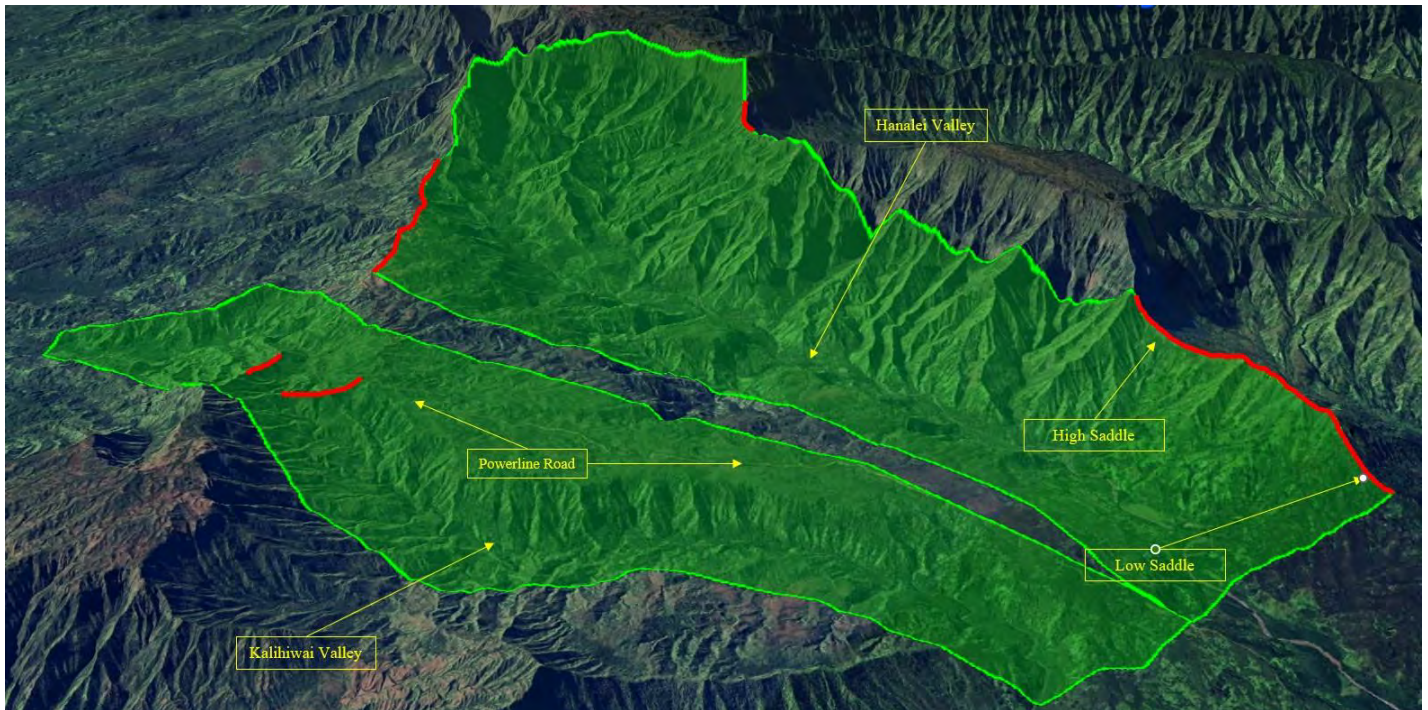 Hanalei Valley
High Saddle
Powerline Road
Low Saddle
Kalihiwai Valley